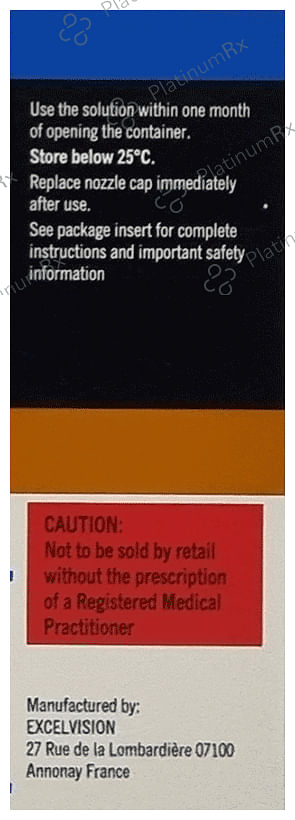 PlatinumRx
Use the solution within one month
of opening the container.
Store below 25°C.
Replace nozzle cap immediately
after use.
See package insert for complete
instructions and important safety
information
CAUTION:
Not to be sold by retail
without the prescription
of a Registered Medical
Practitioner
Manufactured by:
EXCELVISION
27 Rue de la Lombardière 07100
Annonay France